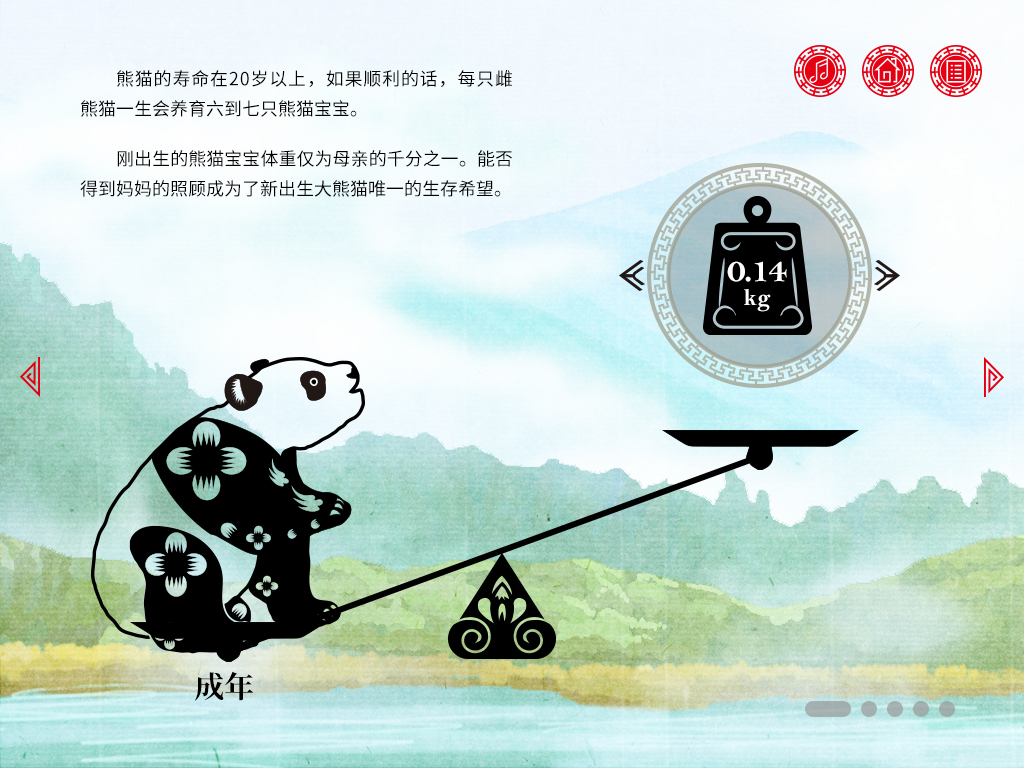 熊猫的寿命在20岁以上，如果顺利的话，每只雌
熊猫一生会养育六到七只熊猫宝宝。
刚出生的熊猫宝宝体重仅为母亲的千分之一。能否
得到妈妈的照顾成为了新出生大熊猫唯一的生存希望。
0.14
kg
成年